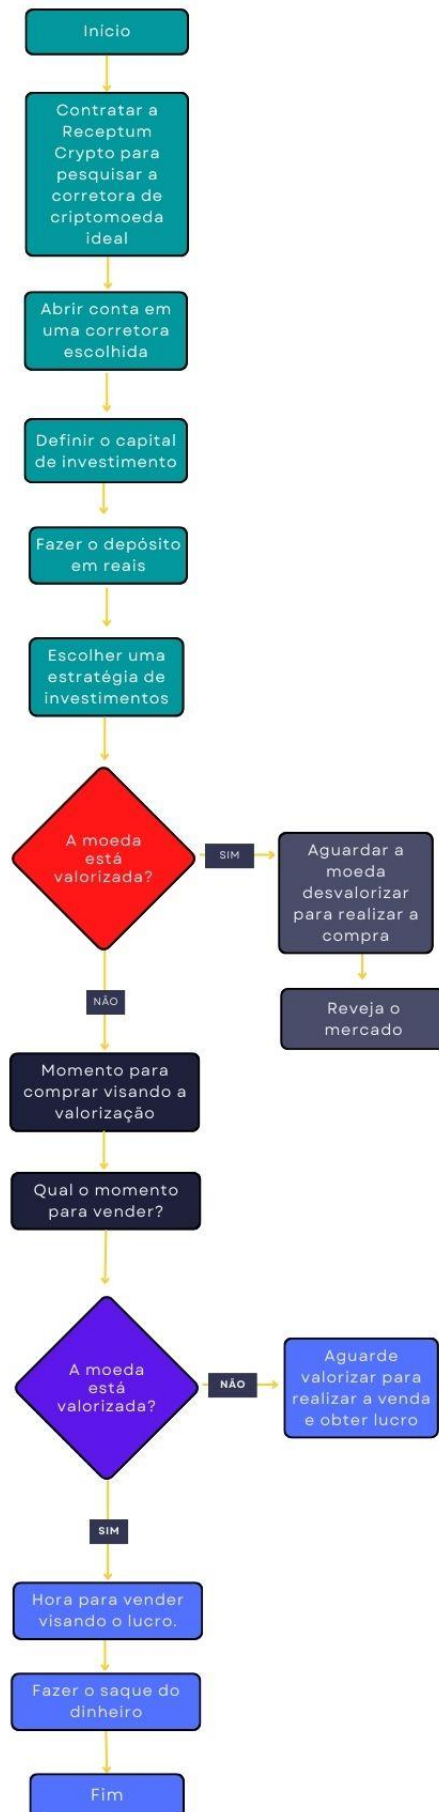 Início
Contratar a
Receptum
Crypto para
pesquisar a
corretora de
criptomoeda
ideal
Abrir conta em
uma corretora
escolhida
Definir o capital
de investimento
Fazer o depósito
em reais
Escolher uma
estratégia de
investimentos
A moeda
está
valorizada?
SIM
Aguardar a
moeda
desvalorizar
para realizar a
compra
Reveja o
mercado
NÃO
Momento para
comprar visando a
valorização
Qual o momento
para vender?
A moeda
está
valorizada?
NÃO
Aguarde
valorizar para
realizar a venda
e obter lucro
SIM
Hora para vender
visando o lucro.
Fazer o saque do
dinheiro
Fim